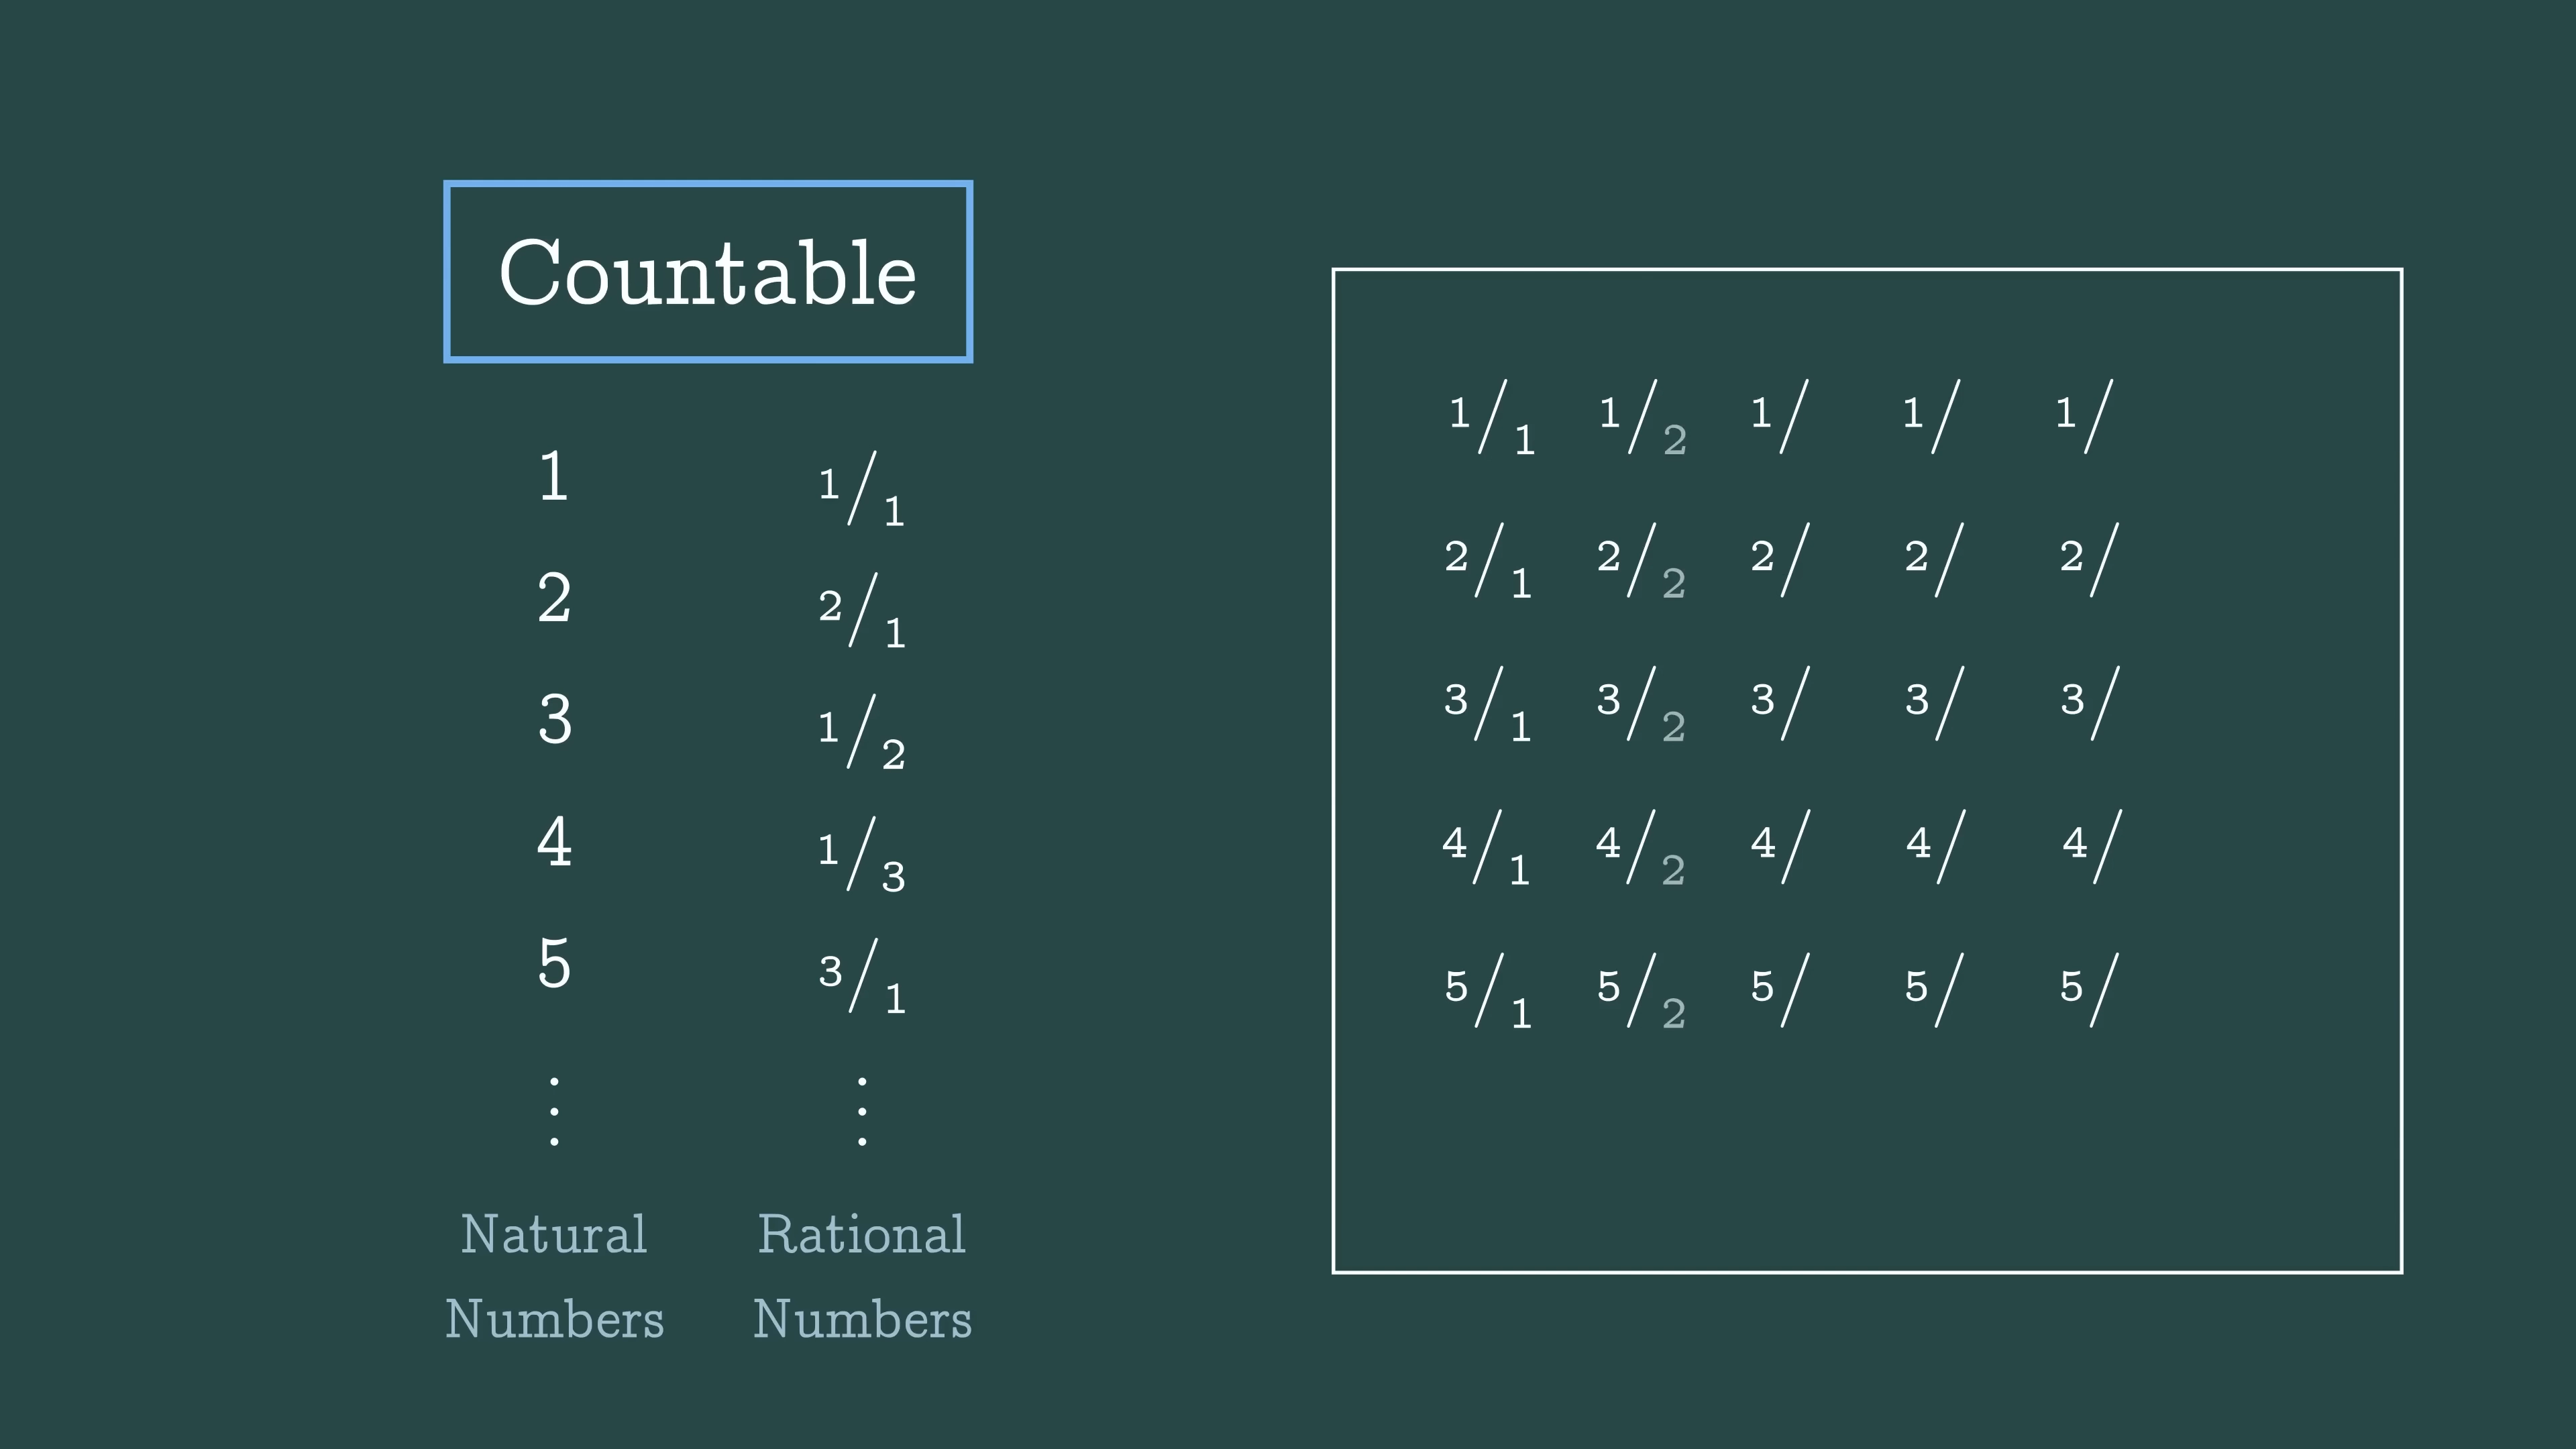 Countable
1 1/1
2 2/1
3 1/2
4 1/3
5 3/1
⋮ ⋮
Natural Numbers
Rational Numbers
1/1 1/2 1/ 1/ 1/
2/1 2/2 2/ 2/ 2/
3/1 3/2 3/ 3/ 3/
4/1 4/2 4/ 4/ 4/
5/1 5/2 5/ 5/ 5/